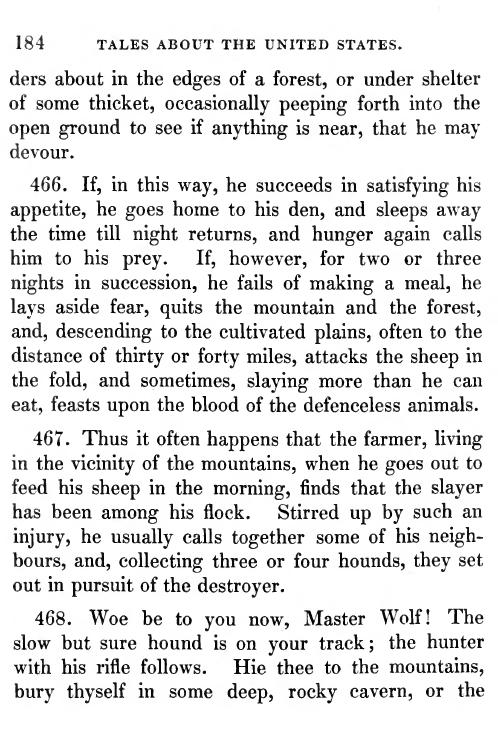 184 TALES ABOUT THE UNITED STATES.
ders about in the edges of a forest, or under shelter
of some thicket, occasionally peeping forth into the
open ground to see if anything is near, that he may
devour.
466. If, in this way, he succeeds in satisfying his
appetite, he goes home to his den, and sleeps away
the time till night returns, and hunger again calls
him to his prey. If, however, for two or three
nights in succession, he fails of making a meal, he
lays aside fear, quits the mountain and the forest,
and, descending to the cultivated plains, often to the
distance of thirty or forty miles, attacks the sheep in
the fold, and sometimes, slaying more than he can
eat, feasts upon the blood of the defenceless animals.
467. Thus it often happens that the farmer, living
in the vicinity of the mountains, when he goes out to
feed his sheep in the morning, finds that the slayer
has been among his flock. Stirred up by such an
injury, he usually calls together some of his neigh-
bours, and, collecting three or four hounds, they set
out in pursuit of the destroyer.
468. Woe be to you now, Master Wolf! The
slow but sure hound is on your track; the hunter
with his rifle follows. Hie thee to the mountains,
bury thyself in some deep, rocky cavern, or the